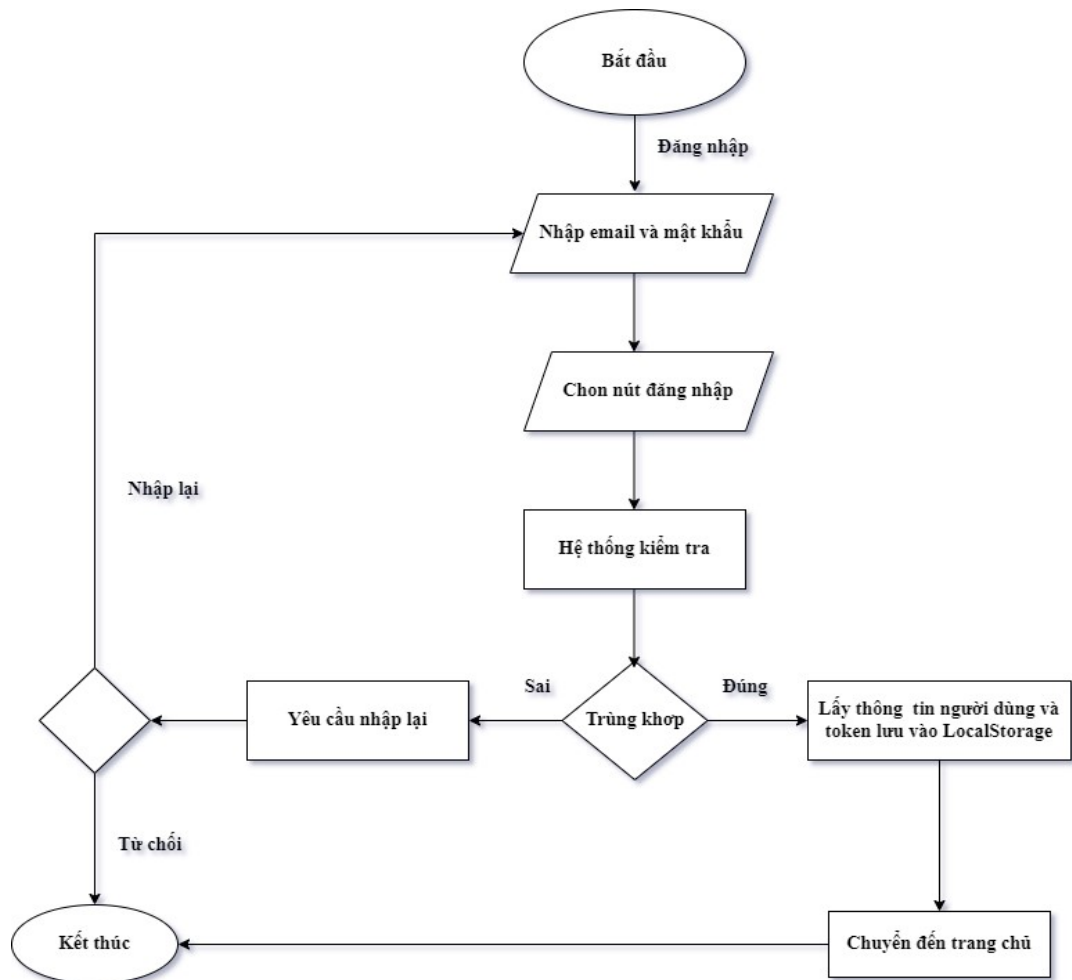 Bắt đầu
Đăng nhập
Nhập email và mật khẩu
Chon nút đăng nhập
Nhập lại
Hệ thống kiểm tra
Sai
Đúng
Yêu cầu nhập lại
Trùng khơp
Lấy thông tin người dùng và
token lưu vào LocalStorage
Từ chối
Kết thúc
Chuyển đến trang chủ